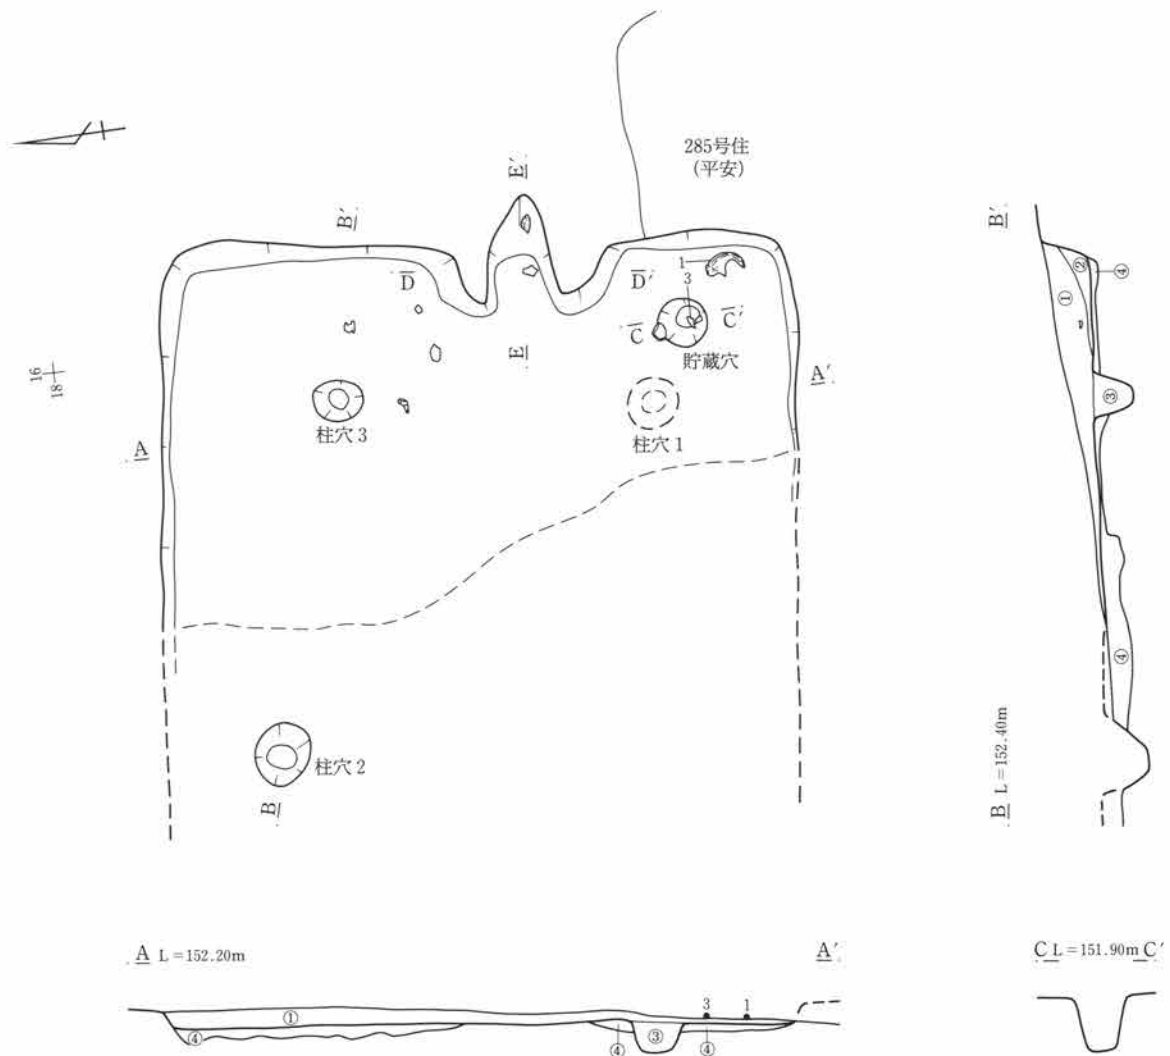 285号住
(平安)
E′
B′
B′
D
D′
1
3
C
C′
貯蔵穴
E
16
18
A′
A
柱穴3
柱穴1
柱穴2
B
②
④
①
③
④
B L=152.40m
A L=152.20m
A′
C L=151.90m C′
3
1
①
④
④
③
④